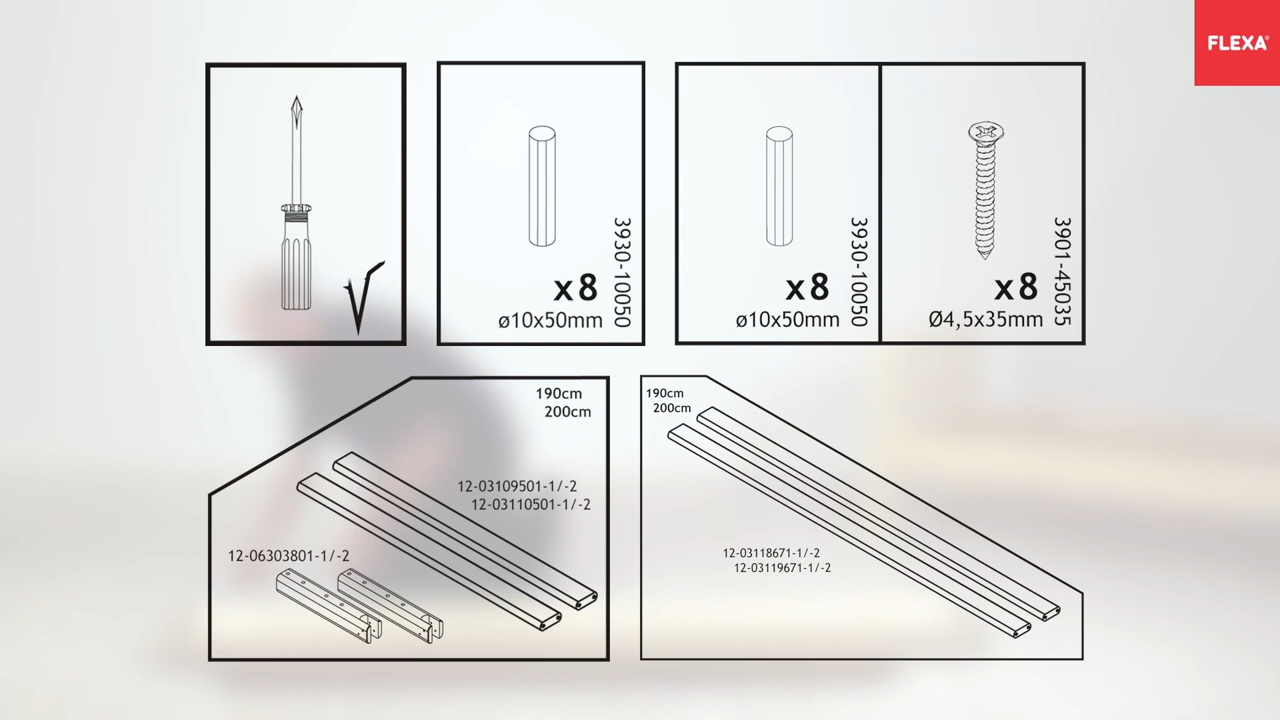 FLEXA®
3930-10050
x8
ø10x50mm
3930-10050
x8
ø10x50mm
3901-45035
x8
Ø4,5x35mm
190cm
200cm
12-03109501-1/-2
12-03110501-1/-2
12-06303801-1/-2
190cm
200cm
12-03118671-1/-2
12-03119671-1/-2